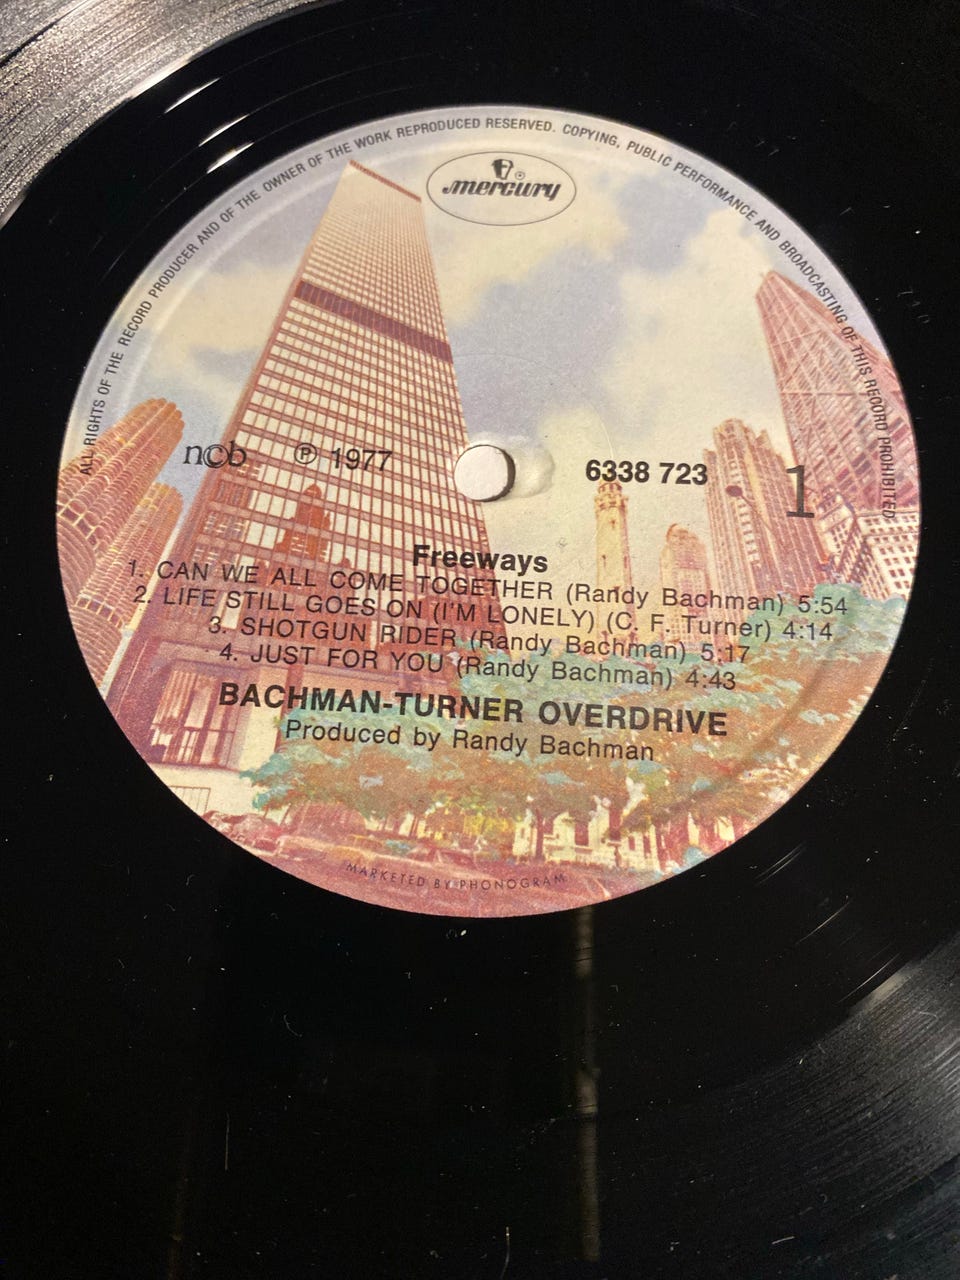 ALL RIGHTS OF THE RECORD PRODUCER AND OF THE OWNER OF THE WORK REPRODUCED RESERVED. COPYING, PUBLIC PERFORMANCE AND BROADCASTING OF THIS RECORD PROHIBITED
mercury ®
ncb ℗ 1977 6338 723 1
Freeways
1. CAN WE ALL COME TOGETHER (Randy Bachman) 5:54
2. LIFE STILL GOES ON (I'M LONELY) (C. F. Turner) 4:14
3. SHOTGUN RIDER (Randy Bachman) 5:17
4. JUST FOR YOU (Randy Bachman) 4:43
BACHMAN-TURNER OVERDRIVE
Produced by Randy Bachman
MARKETED BY PHONOGRAM